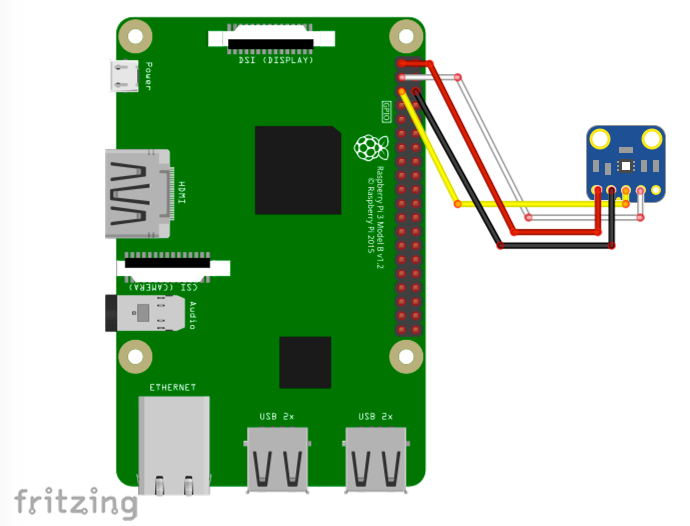 DSI (DISPLAY)
Power
GPIO
HDMI
Raspberry Pi 3 Model B v1.2
© Raspberry Pi 2015
CSI (CAMERA)
Audio
ETHERNET
USB 2x
USB 2x
fritzing